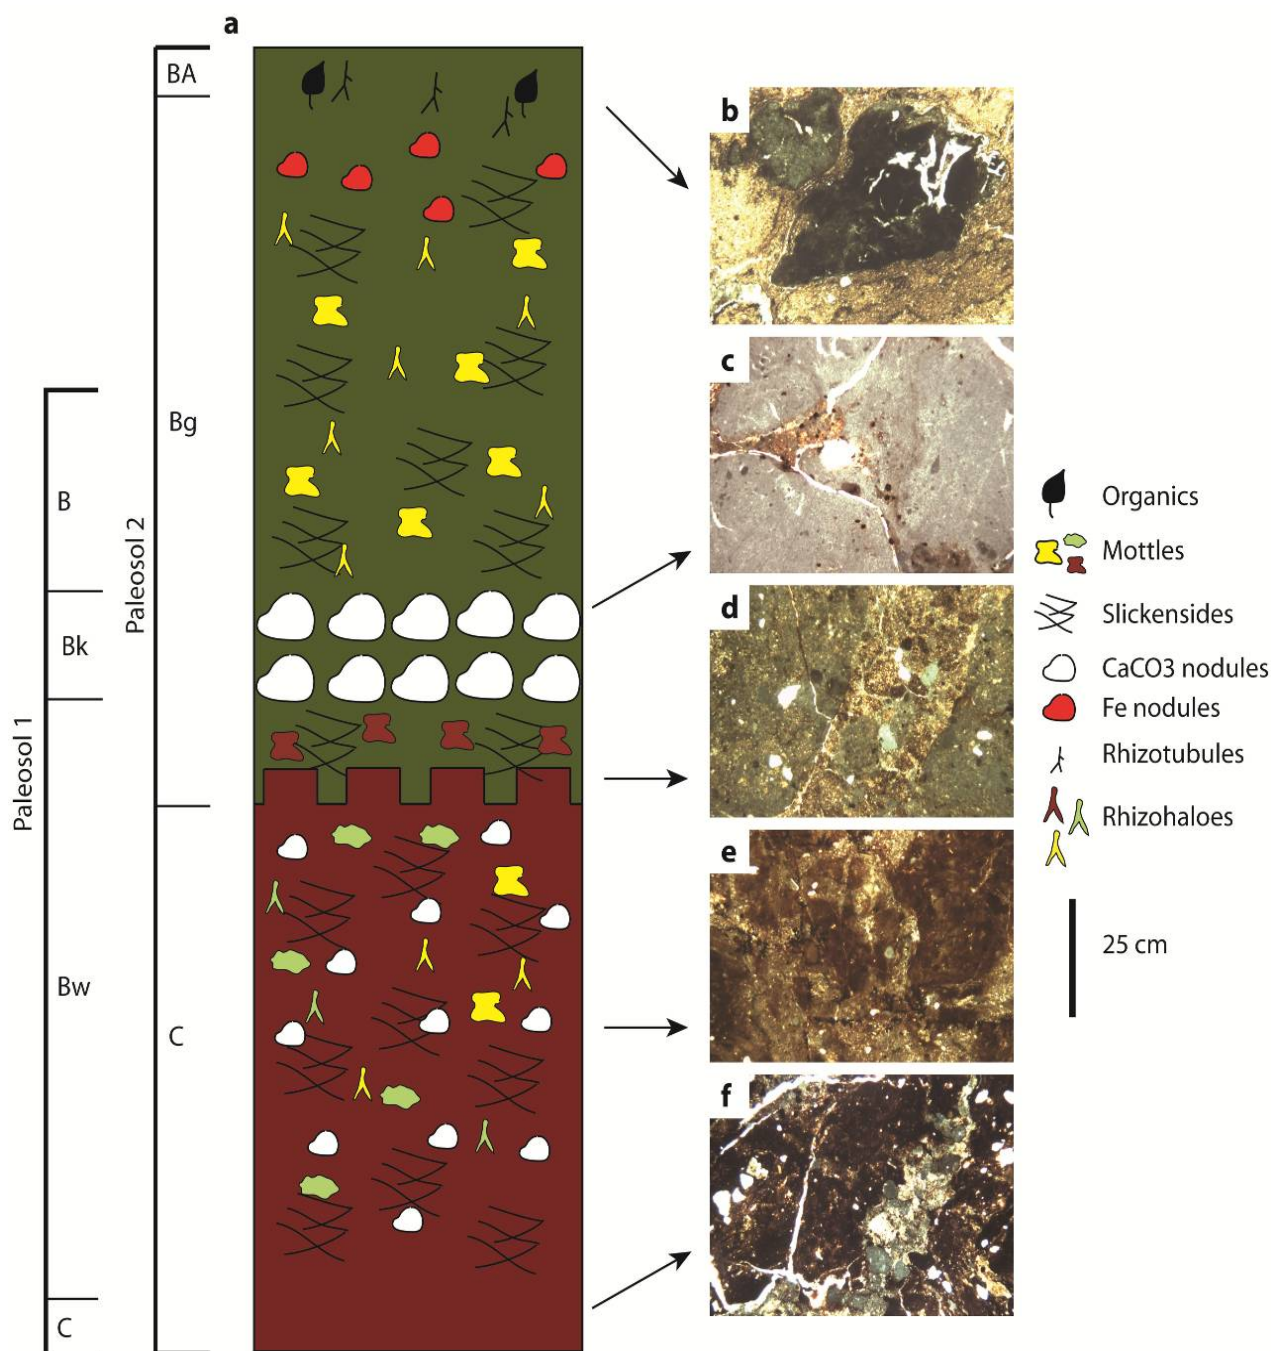 a
BA
Bg
C
Paleosol 2
B
Bk
Bw
C
Paleosol 1
b
c
d
e
f
Organics
Mottles
Slickensides
CaCO3 nodules
Fe nodules
Rhizotubules
Rhizohaloes
25 cm